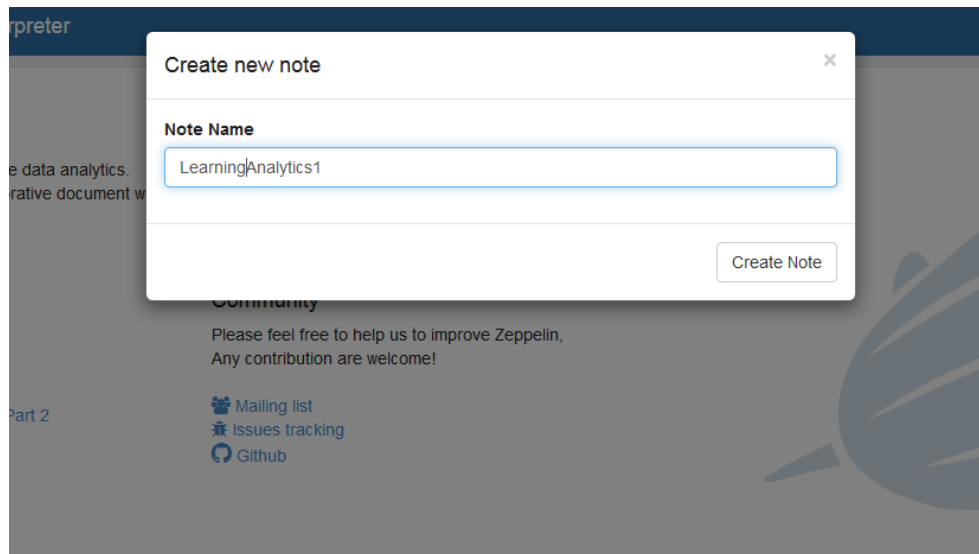 rpreter
Create new note
×
Note Name
LearningAnalytics1
e data analytics.
rative document w
Create Note
Community
Please feel free to help us to improve Zeppelin,
Any contribution are welcome!
Part 2
Mailing list
Issues tracking
Github